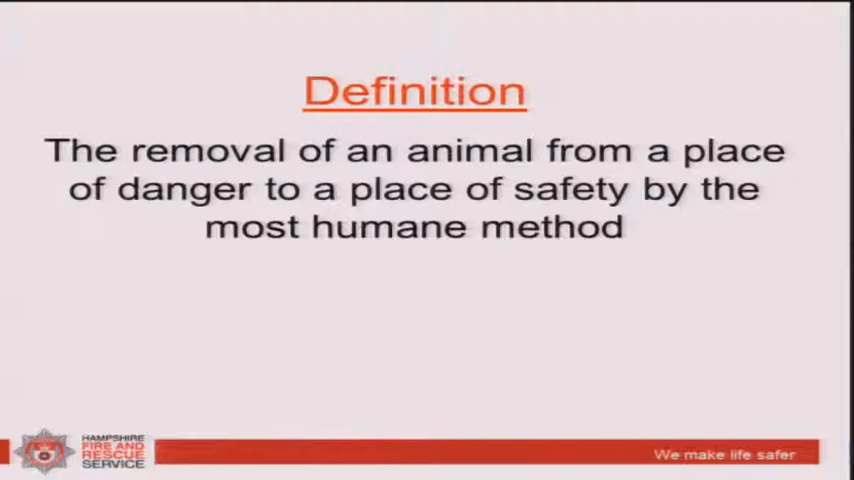 Definition
The removal of an animal from a place
of danger to a place of safety by the
most humane method
HAMPSHIRE
FIRE AND
RESCUE
SERVICE
We make life safer